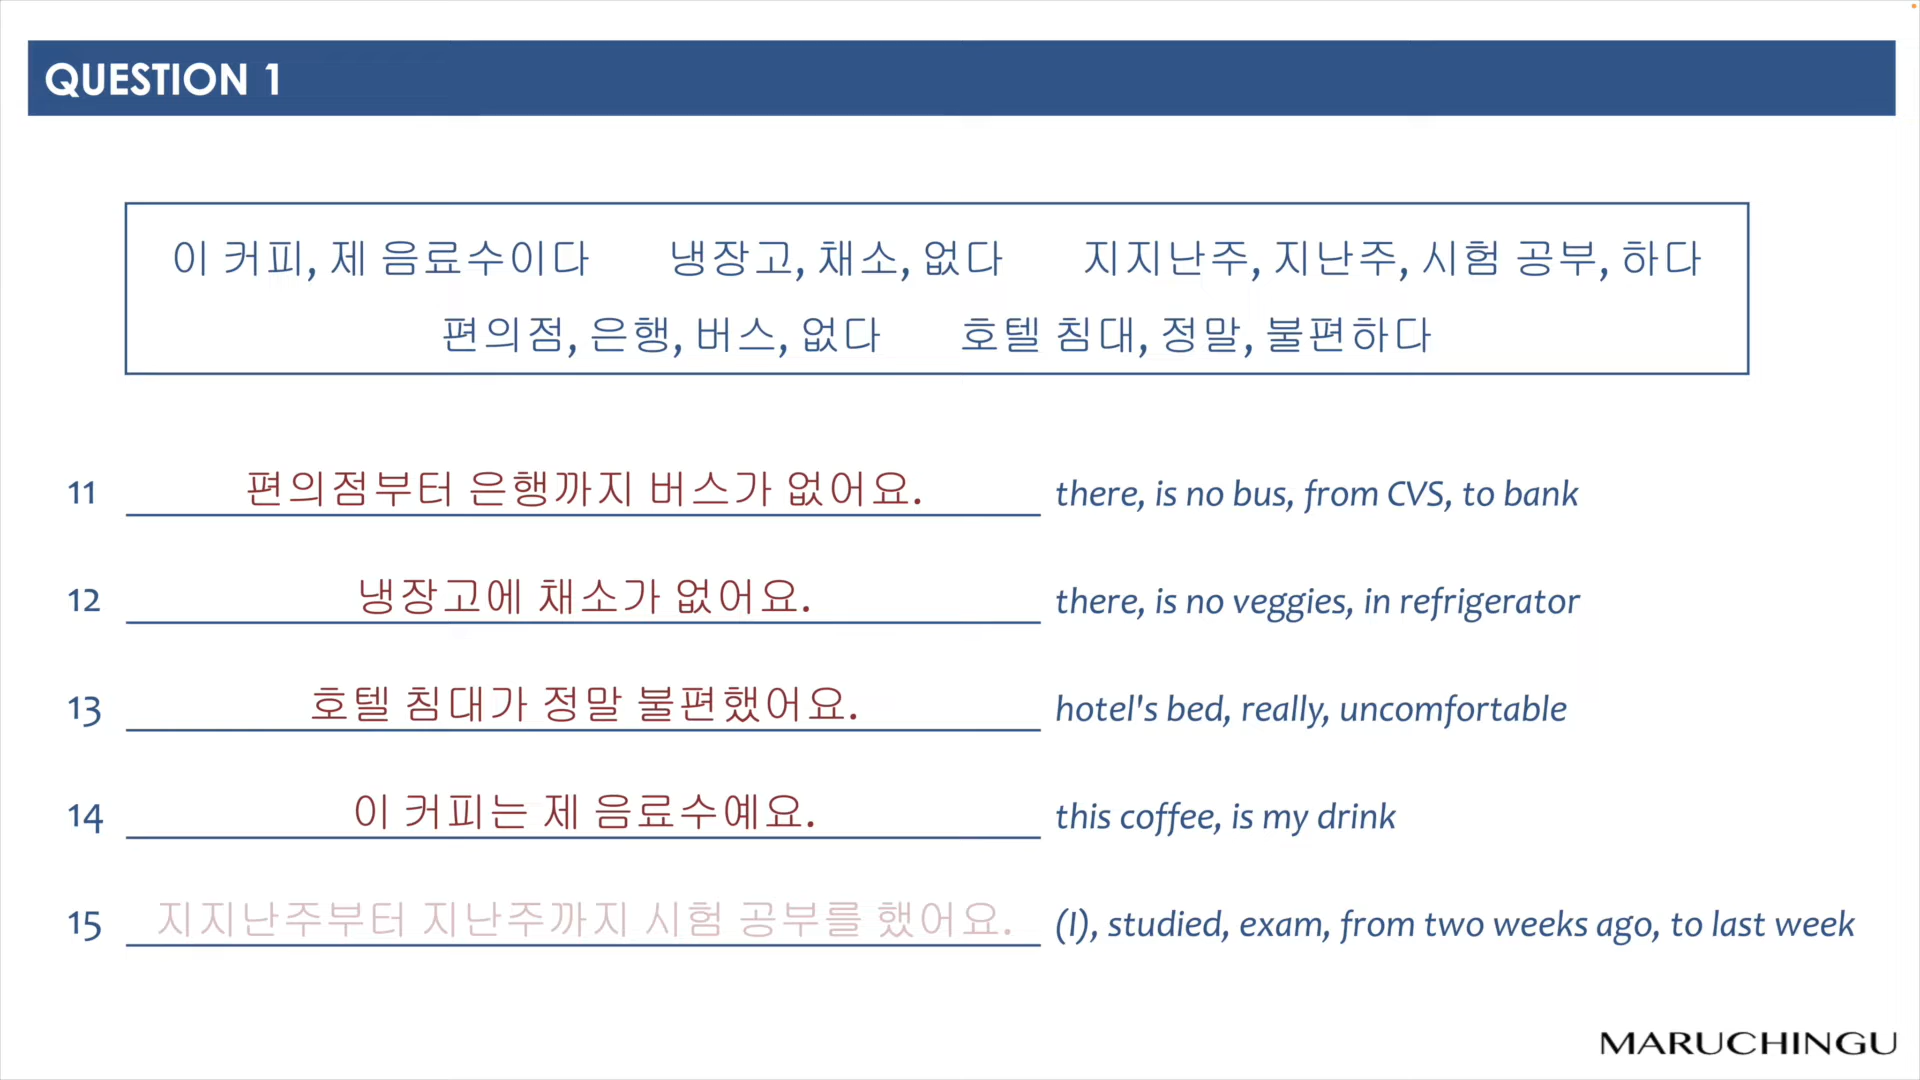 QUESTION 1
이 커피, 제 음료수이다 냉장고, 채소, 없다 지지난주, 지난주, 시험 공부, 하다
편의점, 은행, 버스, 없다 호텔 침대, 정말, 불편하다
11 편의점부터 은행까지 버스가 없어요. there, is no bus, from CVS, to bank
12 냉장고에 채소가 없어요. there, is no veggies, in refrigerator
13 호텔 침대가 정말 불편했어요. hotel's bed, really, uncomfortable
14 이 커피는 제 음료수예요. this coffee, is my drink
15 지지난주부터 지난주까지 시험 공부를 했어요. (I), studied, exam, from two weeks ago, to last week
MARUCHINGU